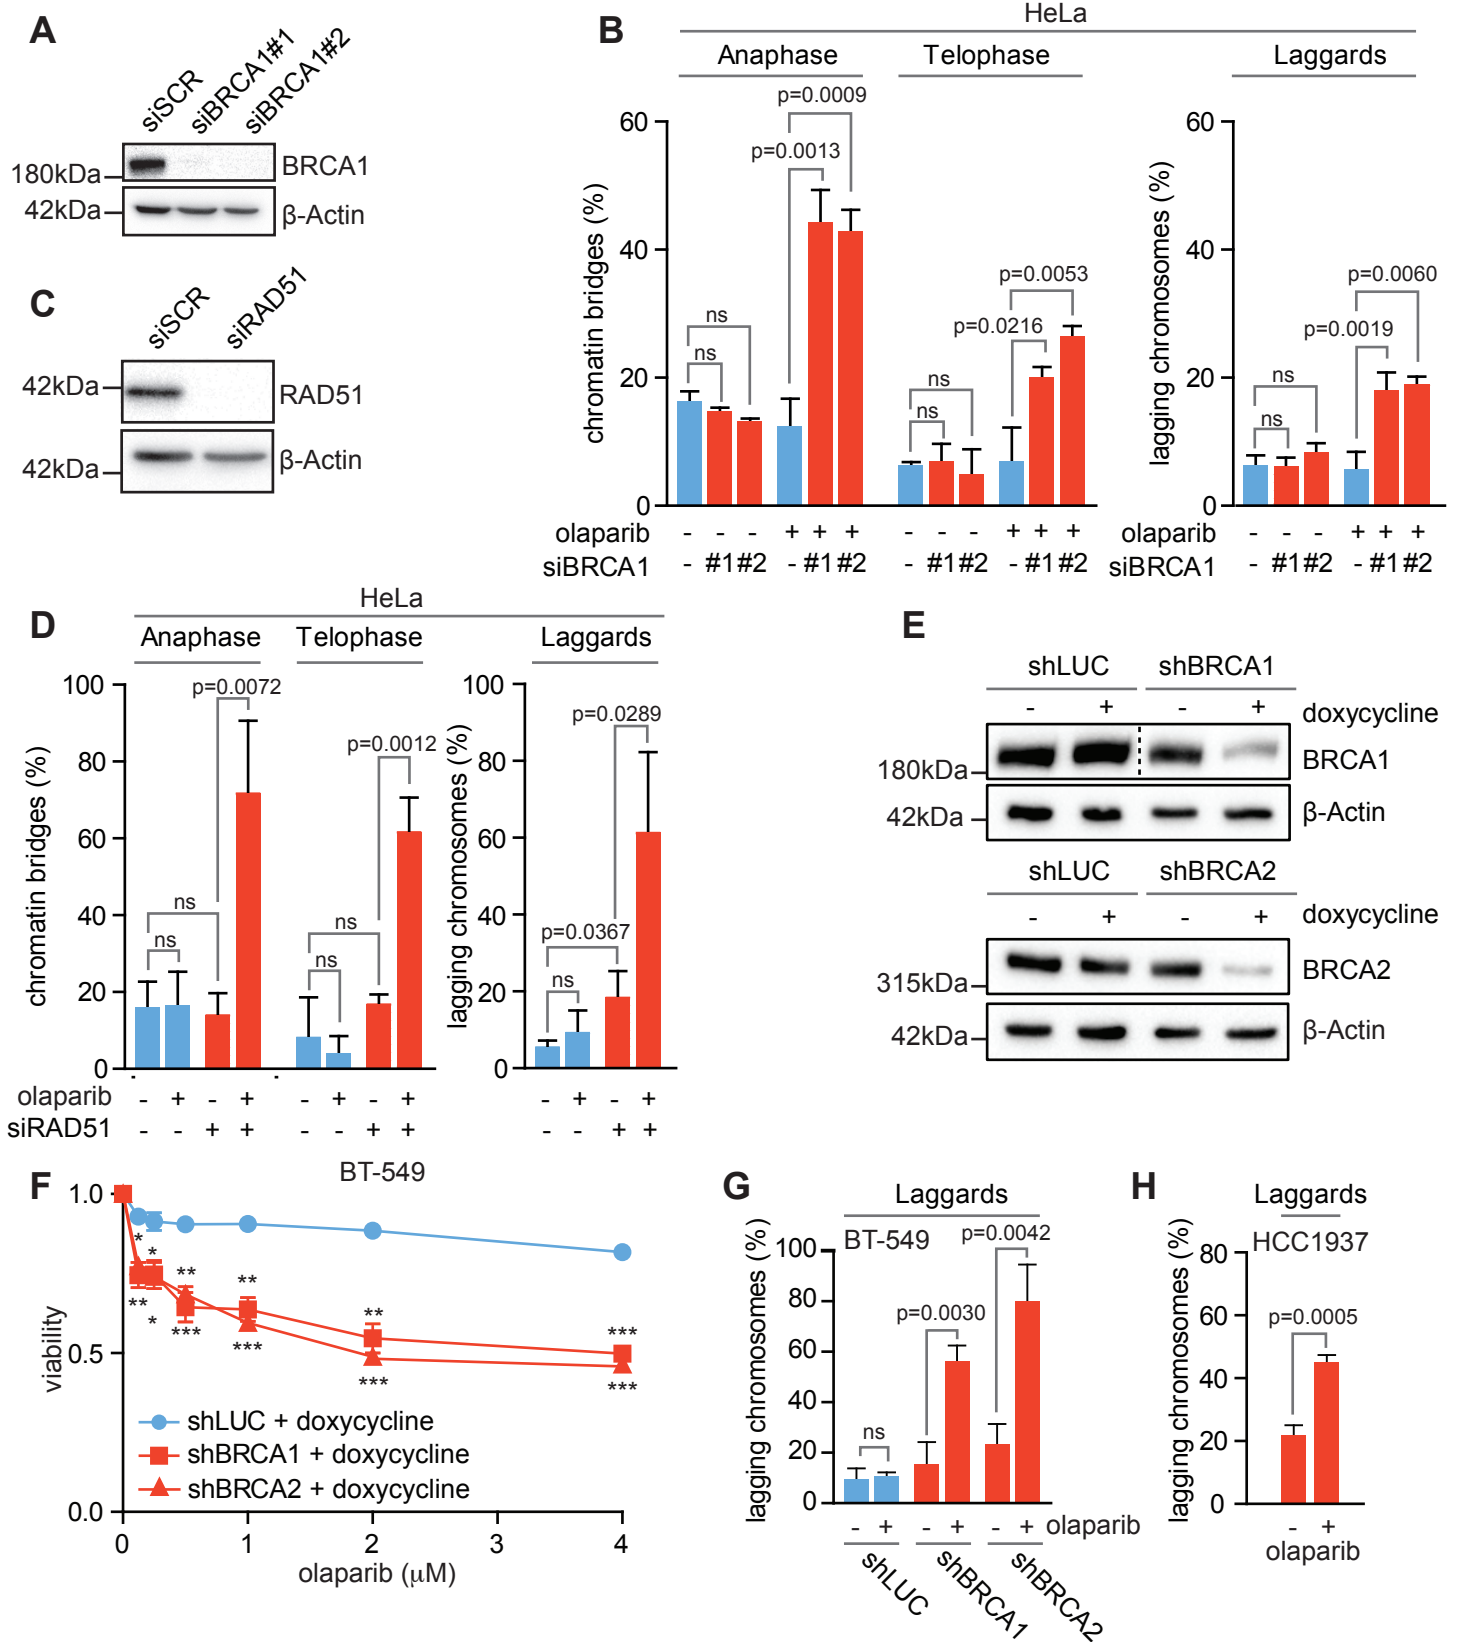 A
siSCR
siBRCA1#1
siBRCA1#2
180kDa
BRCA1
42kDa
β-Actin
B
HeLa
Anaphase
Telophase
Laggards
chromatin bridges (%)
60
40
20
0
ns
ns
p=0.0013
p=0.0009
ns
ns
p=0.0216
p=0.0053
lagging chromosomes (%)
60
40
20
0
ns
ns
p=0.0019
p=0.0060
olaparib - - - + + + - - - + + +
siBRCA1 - #1 #2 - #1 #2 - #1 #2 - #1 #2
olaparib - - - + + +
siBRCA1 - #1 #2 - #1 #2
C
siSCR
siRAD51
42kDa
RAD51
42kDa
β-Actin
D
HeLa
Anaphase
Telophase
Laggards
chromatin bridges (%)
100
80
60
40
20
0
ns
ns
p=0.0072
ns
ns
p=0.0012
lagging chromosomes (%)
100
80
60
40
20
0
ns
p=0.0367
p=0.0289
olaparib - + - + - + - + - + - +
siRAD51 - - + + - - + + - - + +
E
shLUC shBRCA1
- + - + doxycycline
180kDa
BRCA1
42kDa
β-Actin
shLUC shBRCA2
- + - + doxycycline
315kDa
BRCA2
42kDa
β-Actin
F
BT-549
viability
1.0
0.5
0.0
*
*
**
**
**
***
**
*
***
***
***
***
shLUC + doxycycline
shBRCA1 + doxycycline
shBRCA2 + doxycycline
0 1 2 3 4
olaparib (μM)
G
Laggards
BT-549
lagging chromosomes (%)
100
80
60
40
20
0
ns
p=0.0030
p=0.0042
- + - + - + olaparib
shLUC
shBRCA1
shBRCA2
H
Laggards
HCC1937
lagging chromosomes (%)
80
60
40
20
0
p=0.0005
- +
olaparib